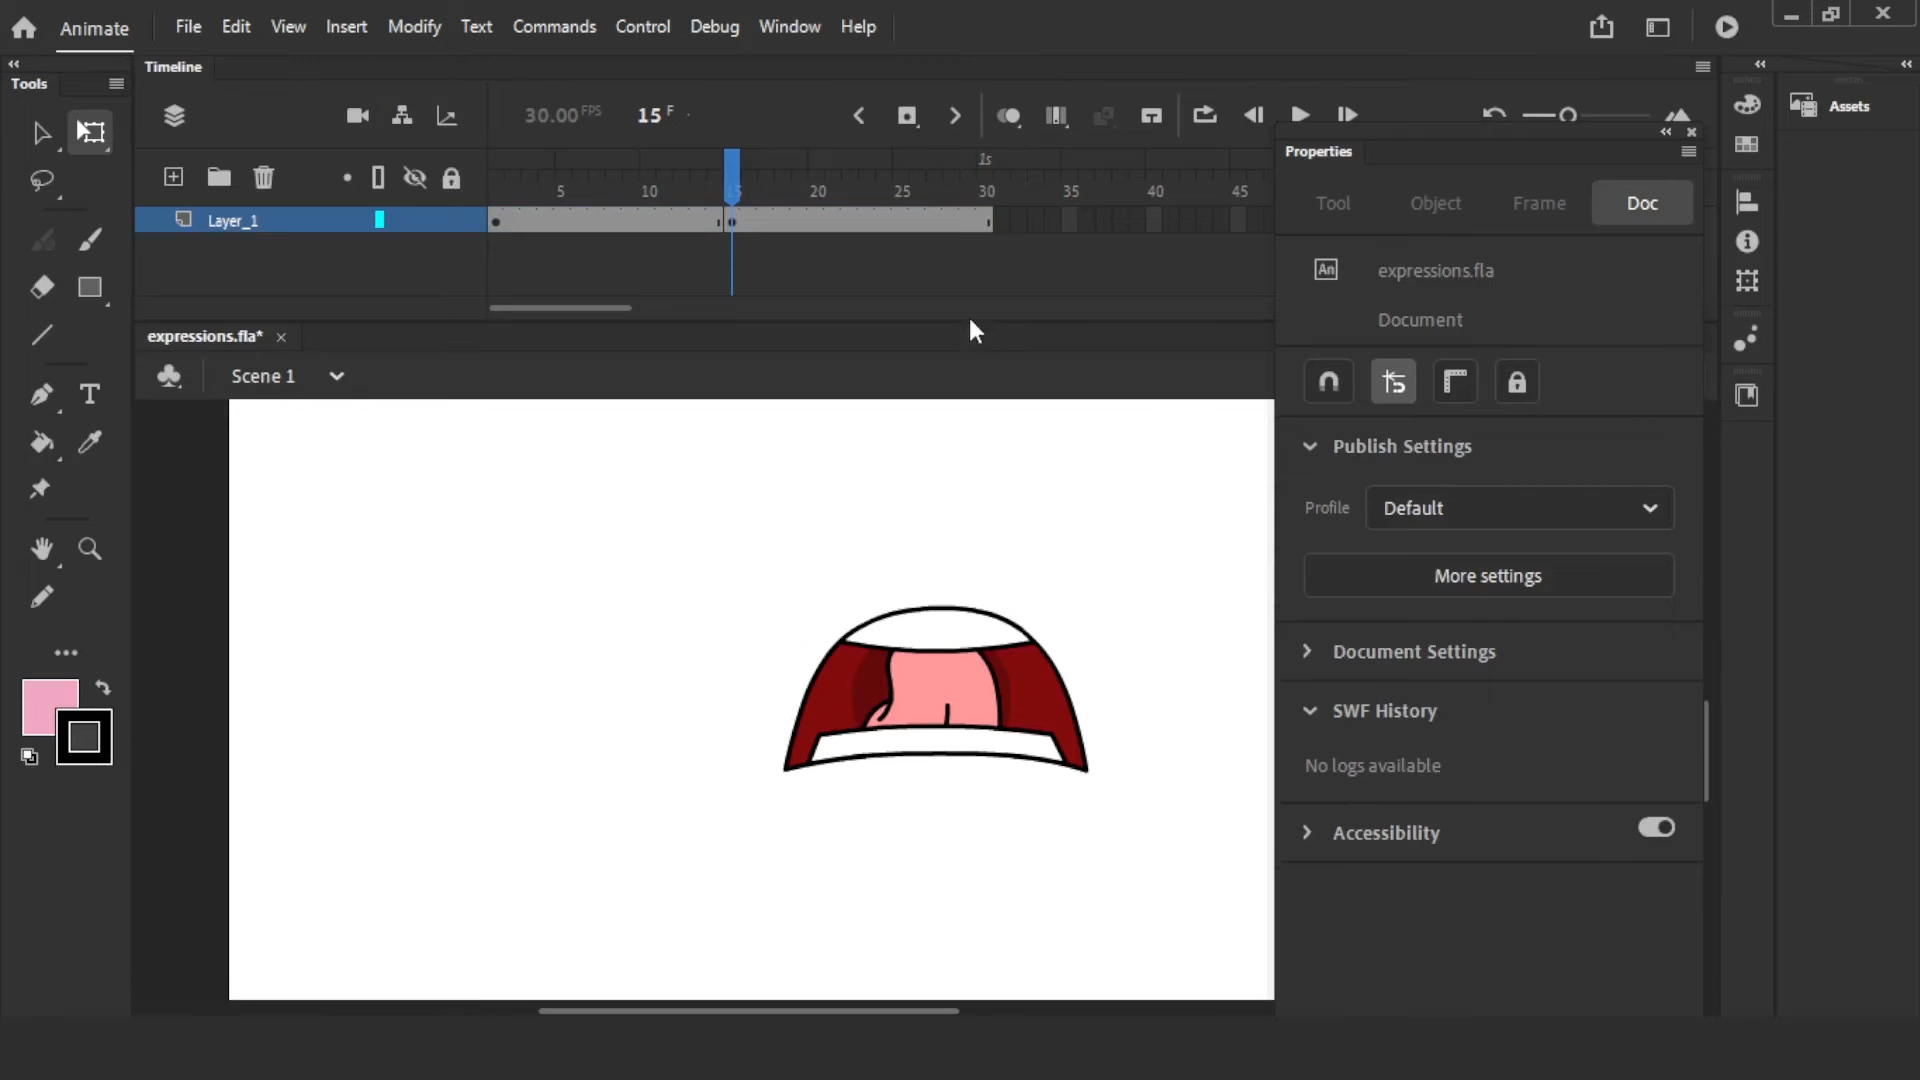 Animate File Edit View Insert Modify Text Commands Control Debug Window Help
Tools Timeline
30.00 FPS 15 F
Assets
Properties
1s
5 10 15 20 25 30 35 40 45
Layer_1
Tool Object Frame Doc
An expressions.fla
Document
expressions.fla*
Scene 1
T
Publish Settings
Profile Default
More settings
Document Settings
SWF History
No logs available
Accessibility